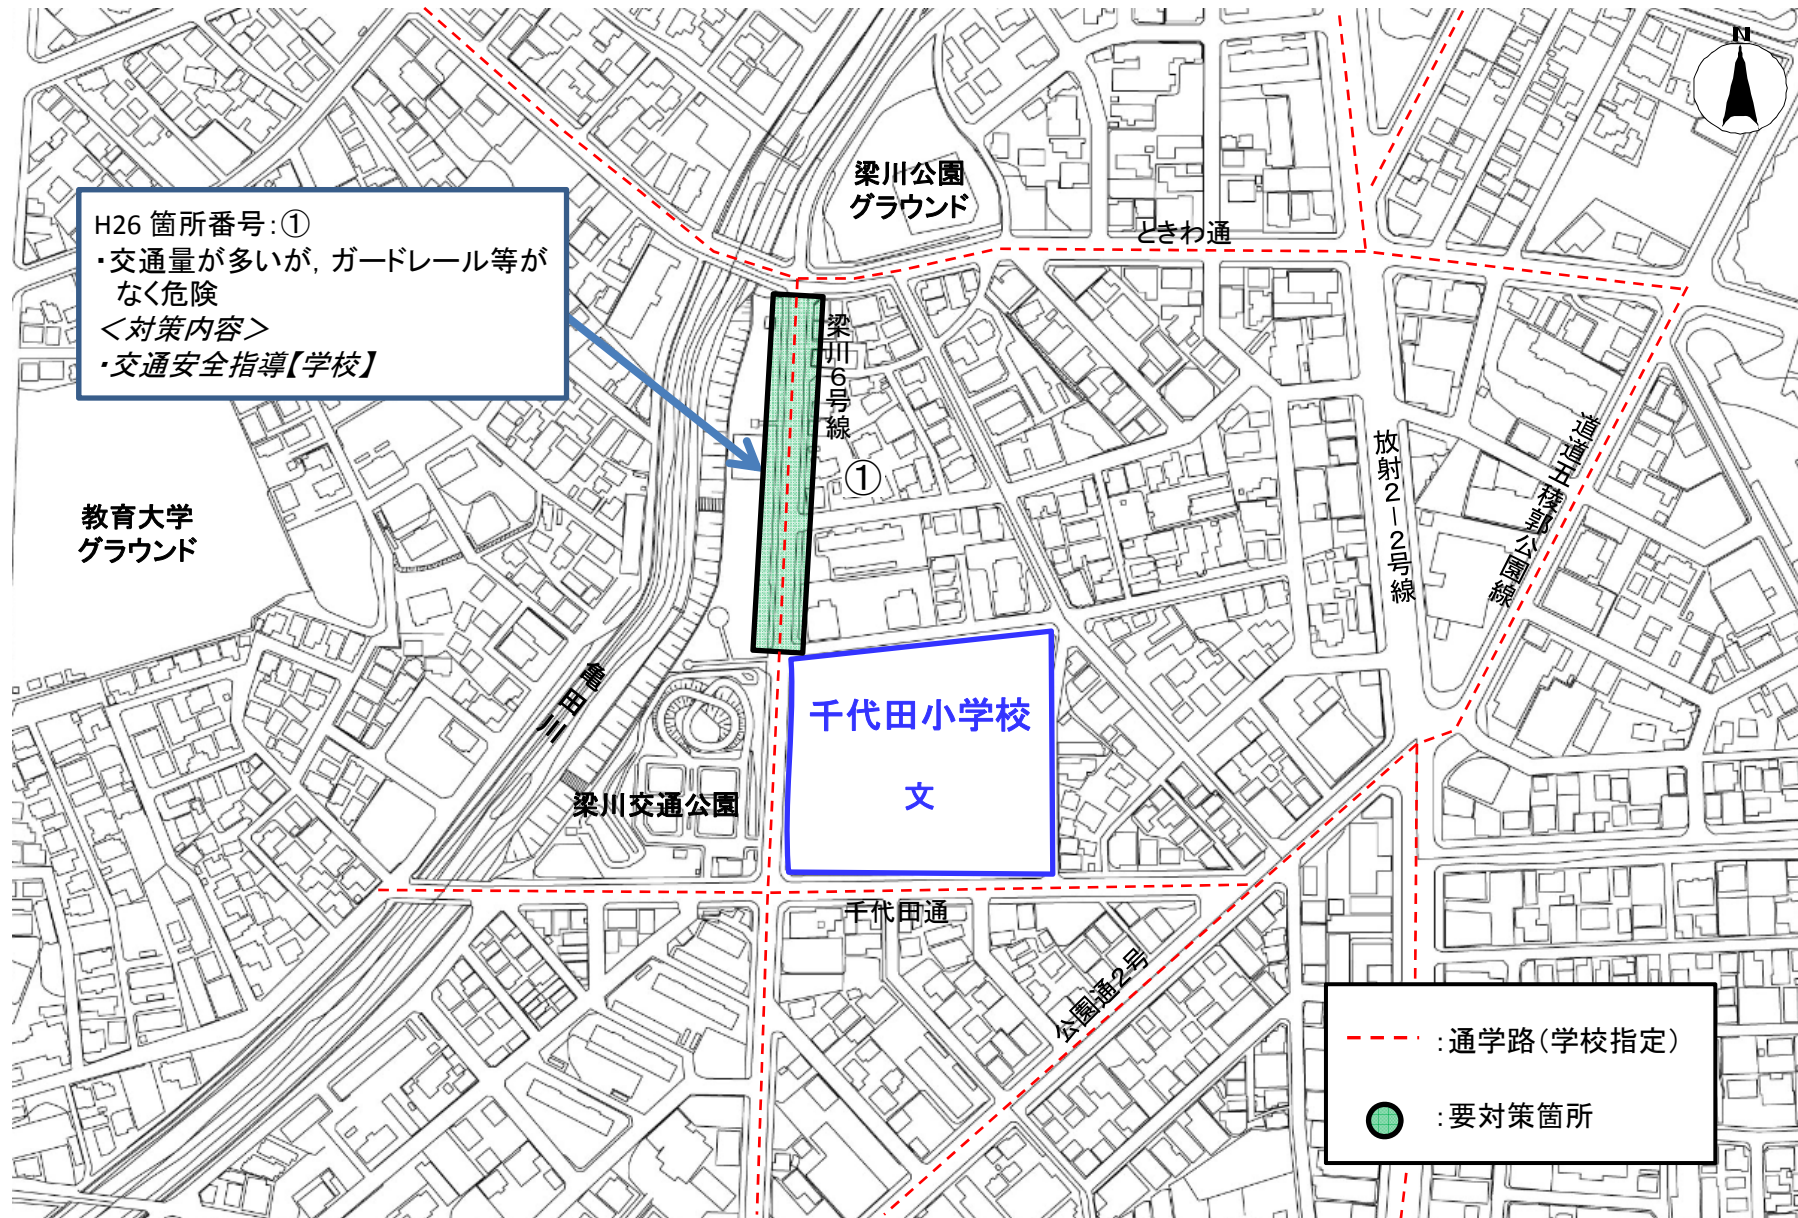 N
梁川公園
グラウンド
ときわ通
H26 箇所番号:①
・交通量が多いが, ガードレール等が
なく危険
＜対策内容＞
・交通安全指導【学校】
梁川6号線
①
放射2－2号線
道道五稜郭公園線
教育大学
グラウンド
亀田川
千代田小学校
文
梁川交通公園
千代田通
公園通2号
:通学路(学校指定)
:要対策箇所